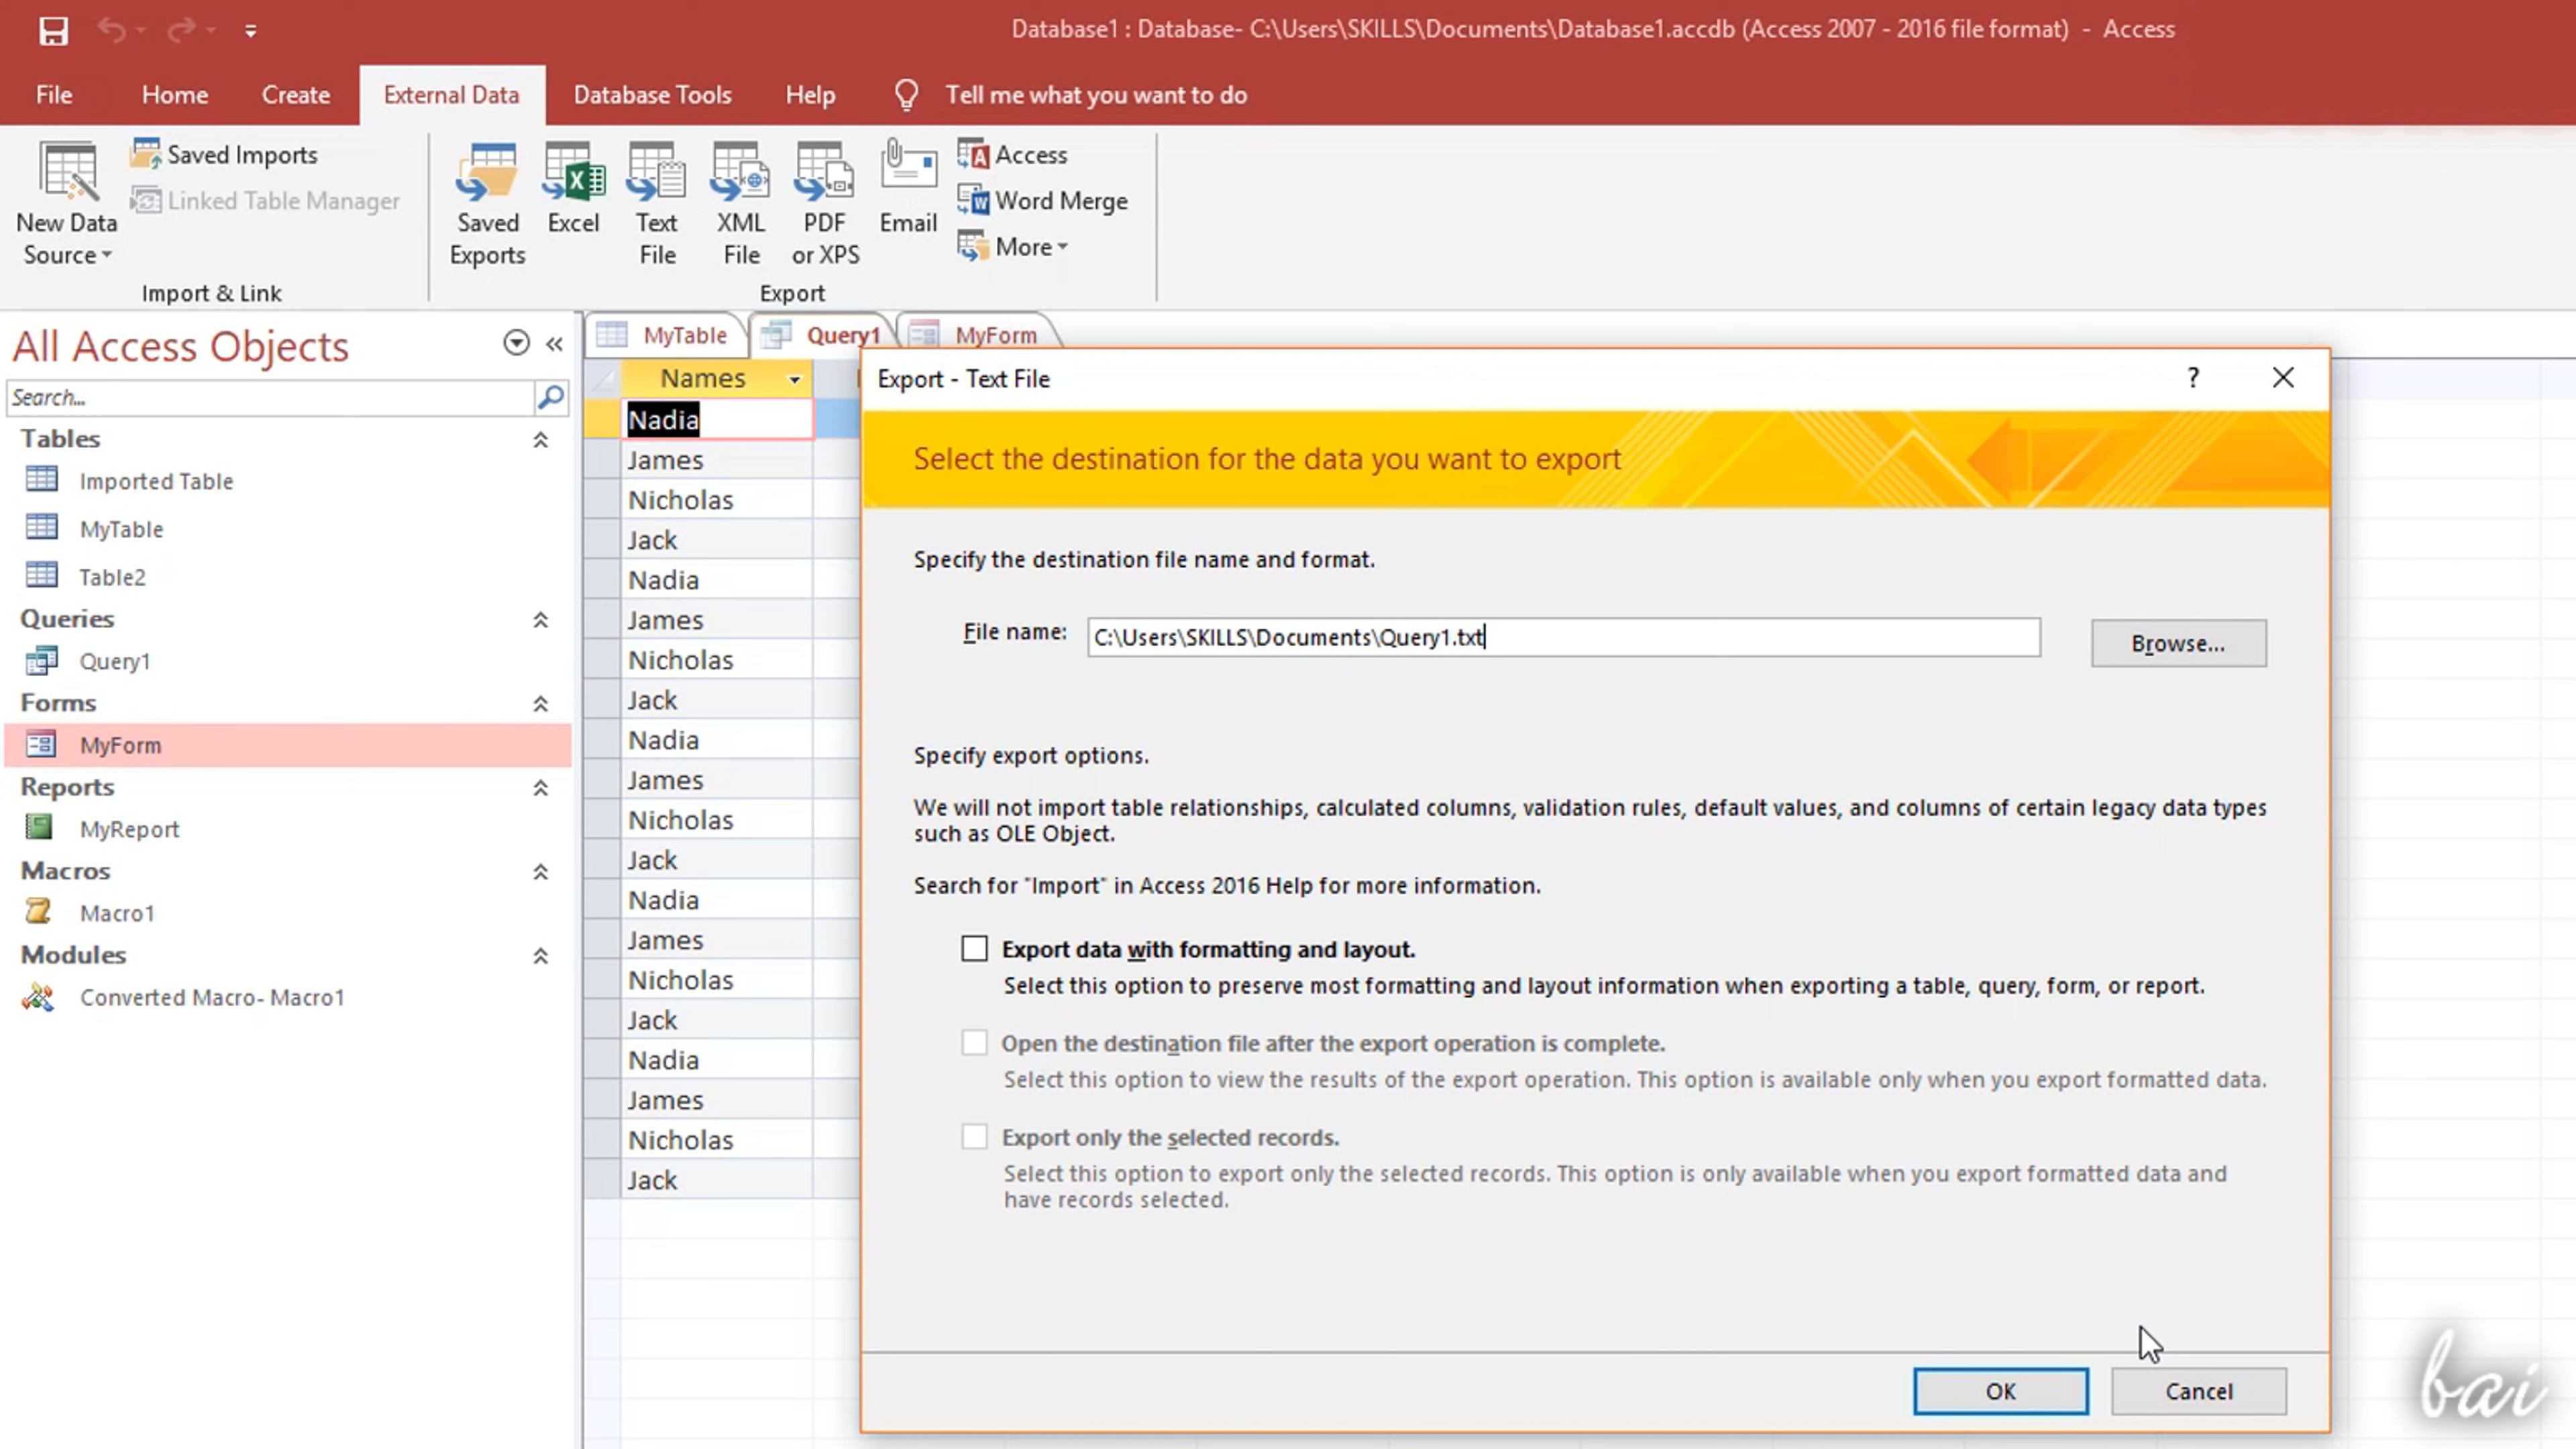 Database1 : Database- C:\Users\SKILLS\Documents\Database1.accdb (Access 2007 - 2016 file format) - Access
File Home Create External Data Database Tools Help Tell me what you want to do
New Data Source
Saved Imports
Linked Table Manager
Import & Link
Saved Exports
Excel
Text File
XML File
PDF or XPS
Email
Access
Word Merge
More
Export
All Access Objects
Search...
Tables
Imported Table
MyTable
Table2
Queries
Query1
Forms
MyForm
Reports
MyReport
Macros
Macro1
Modules
Converted Macro- Macro1
MyTable Query1 MyForm
Names
Nadia
James
Nicholas
Jack
Nadia
James
Nicholas
Jack
Nadia
James
Nicholas
Jack
Nadia
James
Nicholas
Jack
Nadia
James
Nicholas
Jack
Export - Text File
?
Select the destination for the data you want to export
Specify the destination file name and format.
File name: C:\Users\SKILLS\Documents\Query1.txt Browse...
Specify export options.
We will not import table relationships, calculated columns, validation rules, default values, and columns of certain legacy data types
such as OLE Object.
Search for "Import" in Access 2016 Help for more information.
Export data with formatting and layout.
Select this option to preserve most formatting and layout information when exporting a table, query, form, or report.
Open the destination file after the export operation is complete.
Select this option to view the results of the export operation. This option is available only when you export formatted data.
Export only the selected records.
Select this option to export only the selected records. This option is only available when you export formatted data and
have records selected.
OK Cancel
bai